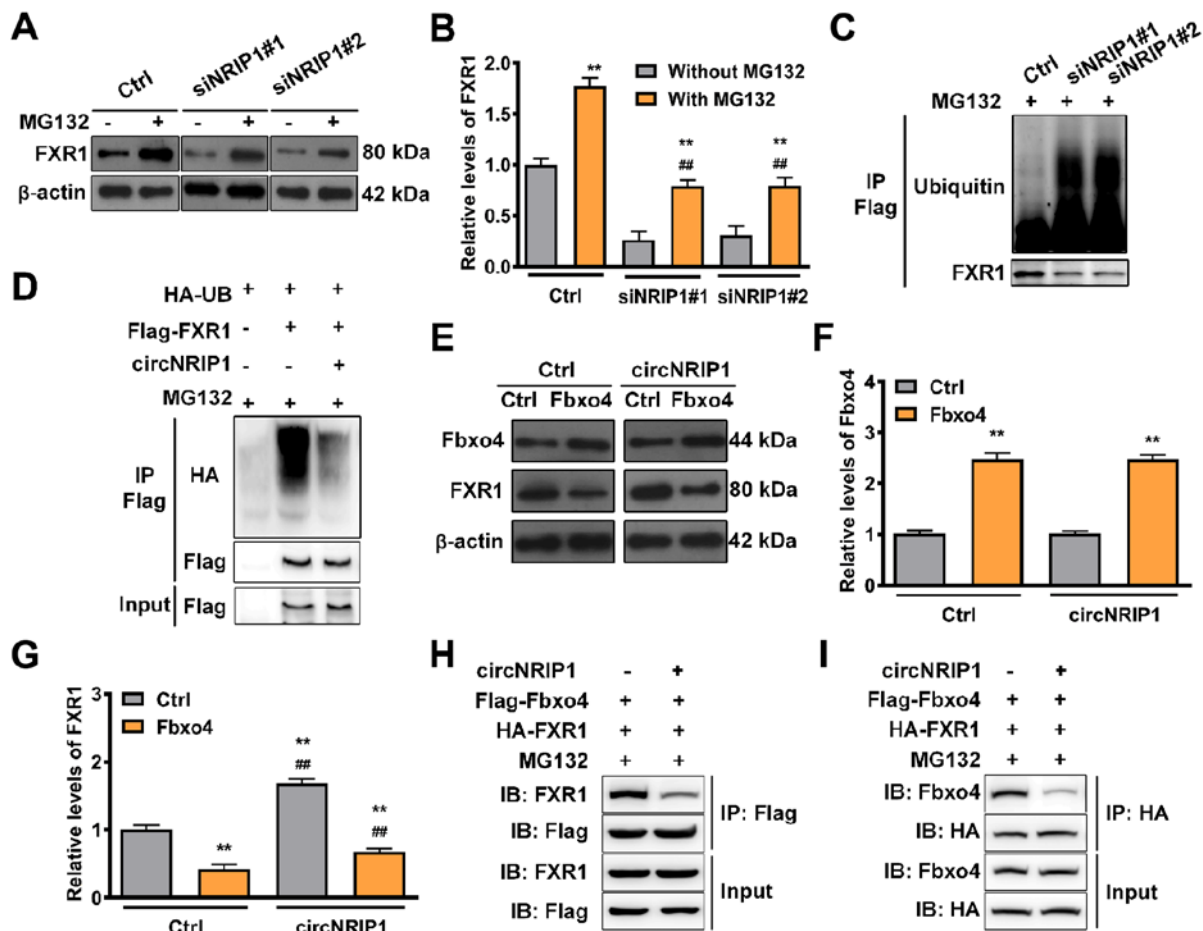 A
Ctrl siNRIP1#1 siNRIP1#2
MG132 - + - + - +
FXR1 80 kDa
β-actin 42 kDa
B
Relative levels of FXR1
2.0
1.5
1.0
0.5
0.0
Without MG132
With MG132
** ** **
## ##
Ctrl siNRIP1#1 siNRIP1#2
C
Ctrl siNRIP1#1 siNRIP1#2
MG132 + + +
IP Flag
Ubiquitin
FXR1
D
HA-UB + + +
Flag-FXR1 - + +
circNRIP1 - - +
MG132 + + +
IP Flag
HA
Flag
Input Flag
E
Ctrl circNRIP1
Ctrl Fbxo4 Ctrl Fbxo4
Fbxo4 44 kDa
FXR1 80 kDa
β-actin 42 kDa
F
Relative levels of Fbxo4
4
3
2
1
0
Ctrl
Fbxo4
** **
Ctrl circNRIP1
G
Relative levels of FXR1
3
2
1
0
Ctrl
Fbxo4
** ** **
## ##
Ctrl circNRIP1
H
circNRIP1 - +
Flag-Fbxo4 + +
HA-FXR1 + +
MG132 + +
IB: FXR1
IB: Flag
IP: Flag
IB: FXR1
IB: Flag
Input
I
circNRIP1 - +
Flag-Fbxo4 + +
HA-FXR1 + +
MG132 + +
IB: Fbxo4
IB: HA
IP: HA
IB: Fbxo4
IB: HA
Input